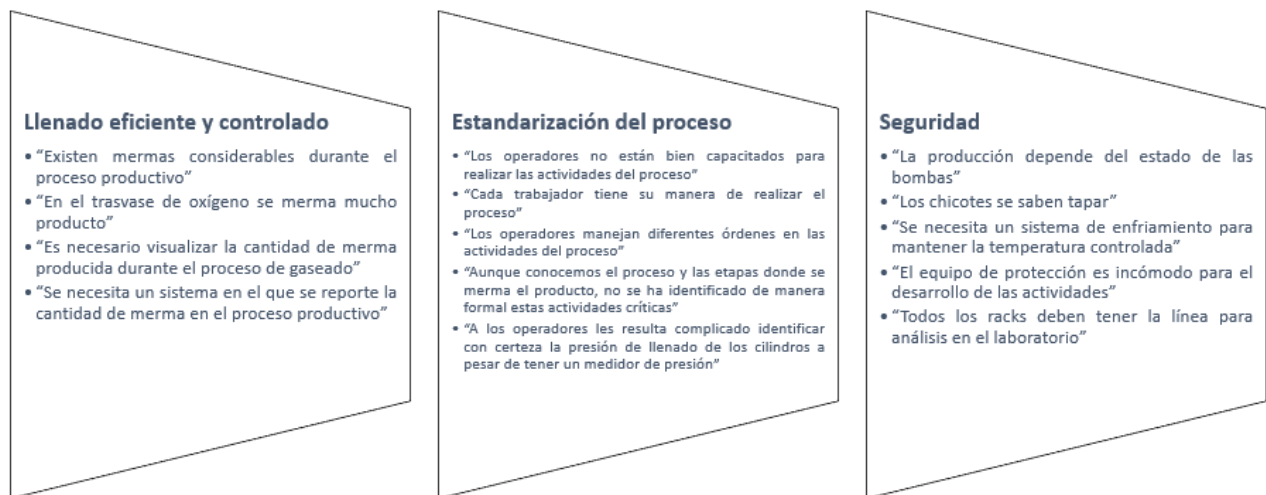 Llenado eficiente y controlado
• “Existen mermas considerables durante el
proceso productivo”
• “En el trasvase de oxígeno se merma mucho
producto”
• “Es necesario visualizar la cantidad de merma
producida durante el proceso de gaseado”
• “Se necesita un sistema en el que se reporte la
cantidad de merma en el proceso productivo”
Estandarización del proceso
• “Los operadores no están bien capacitados para
realizar las actividades del proceso”
• “Cada trabajador tiene su manera de realizar el
proceso”
• “Los operadores manejan diferentes órdenes en las
actividades del proceso”
• “Aunque conocemos el proceso y las etapas donde se
merma el producto, no se ha identificado de manera
formal estas actividades críticas”
• “A los operadores les resulta complicado identificar
con certeza la presión de llenado de los cilindros a
pesar de tener un medidor de presión”
Seguridad
• “La producción depende del estado de las
bombas”
• “Los chicotes se saben tapar”
• “Se necesita un sistema de enfriamiento para
mantener la temperatura controlada”
• “El equipo de protección es incómodo para el
desarrollo de las actividades”
• “Todos los racks deben tener la línea para
análisis en el laboratorio”